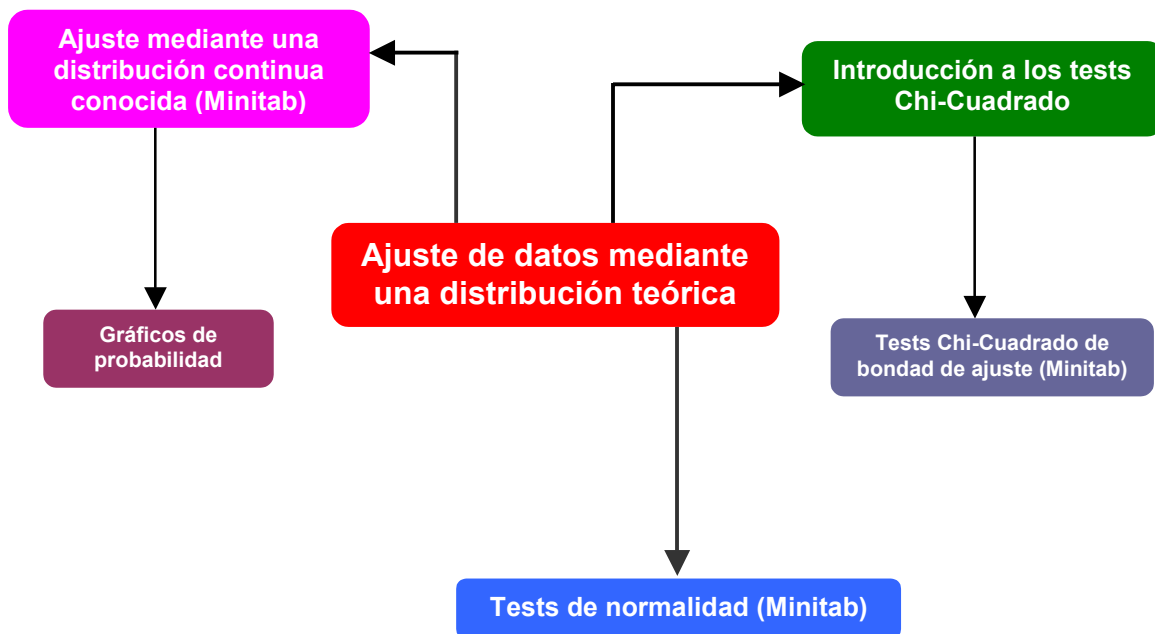 Ajuste mediante una
distribución continua
conocida (Minitab)
Introducción a los tests
Chi-Cuadrado
Ajuste de datos mediante
una distribución teórica
Gráficos de
probabilidad
Tests Chi-Cuadrado de
bondad de ajuste (Minitab)
Tests de normalidad (Minitab)